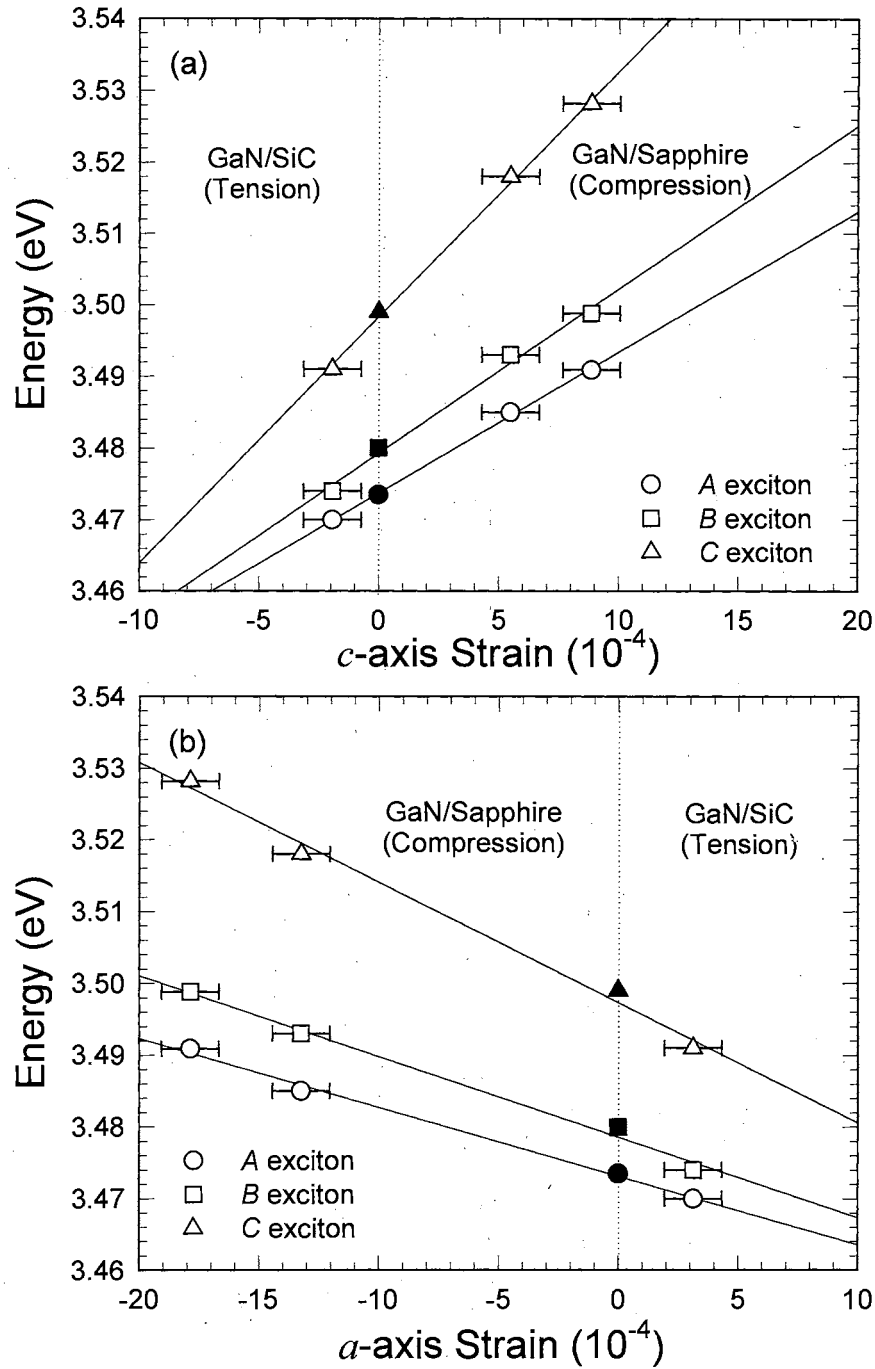 3.54
(a)
3.53
GaN/SiC
(Tension)
GaN/Sapphire
(Compression)
3.52
3.51
3.50
3.49
3.48
A exciton
B exciton
C exciton
3.47
3.46
Energy (eV)
-10 -5 0 5 10 15 20
c-axis Strain (10-4)
3.54
(b)
3.53
GaN/Sapphire
(Compression)
GaN/SiC
(Tension)
3.52
3.51
3.50
3.49
3.48
A exciton
B exciton
C exciton
3.47
3.46
Energy (eV)
-20 -15 -10 -5 0 5 10
a-axis Strain (10-4)